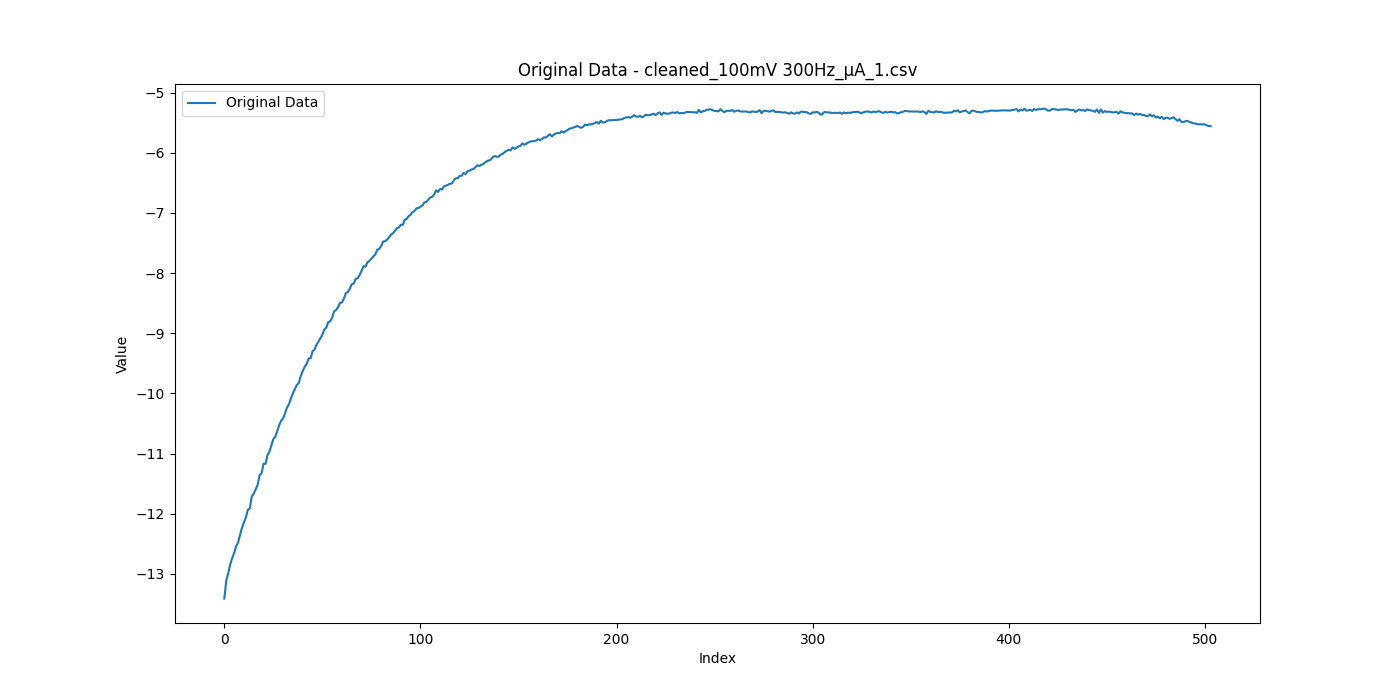 Original Data - cleaned_100mV 300Hz_μA_1.csv
Original Data
Value
−5
−6
−7
−8
−9
−10
−11
−12
−13
0 100 200 300 400 500
Index